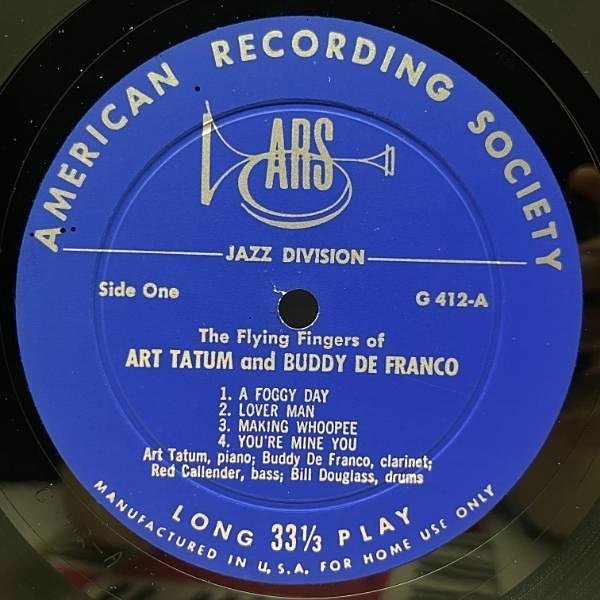 AMERICAN RECORDING SOCIETY
ARS
JAZZ DIVISION
Side One
G 412-A
The Flying Fingers of
ART TATUM and BUDDY DE FRANCO
1. A FOGGY DAY
2. LOVER MAN
3. MAKING WHOOPEE
4. YOU'RE MINE YOU
Art Tatum, piano; Buddy De Franco, clarinet;
Red Callender, bass; Bill Douglass, drums
LONG 33⅓ PLAY
MANUFACTURED IN U.S.A. FOR HOME USE ONLY